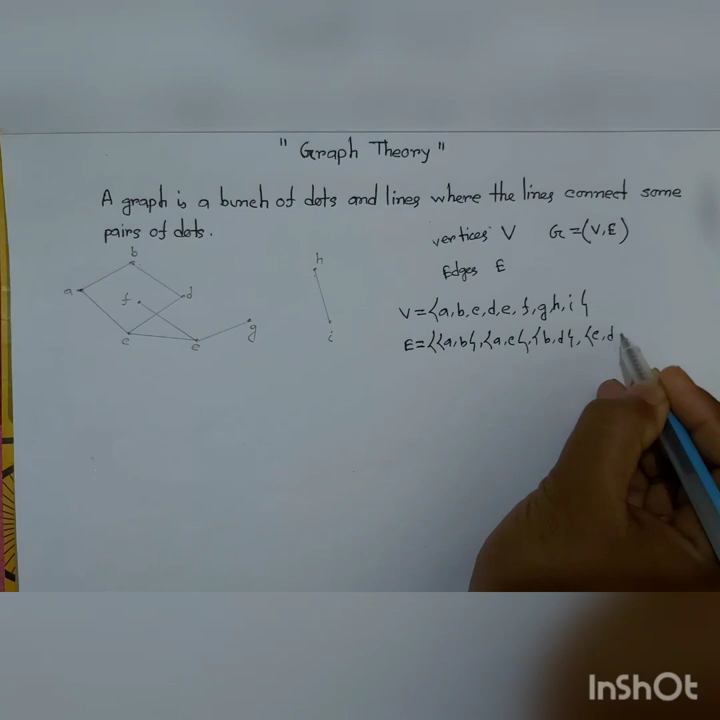 " Graph Theory "
A graph is a bunch of dots and lines where the lines connect some
pairs of dots.
vertices V G=(V,E)
Edges E
b
a
f
d
c
e
g
h
i
V={a,b,c,d,e,f,g,h,i}
E={{a,b},{a,c},{b,d},{c,d
InShOt